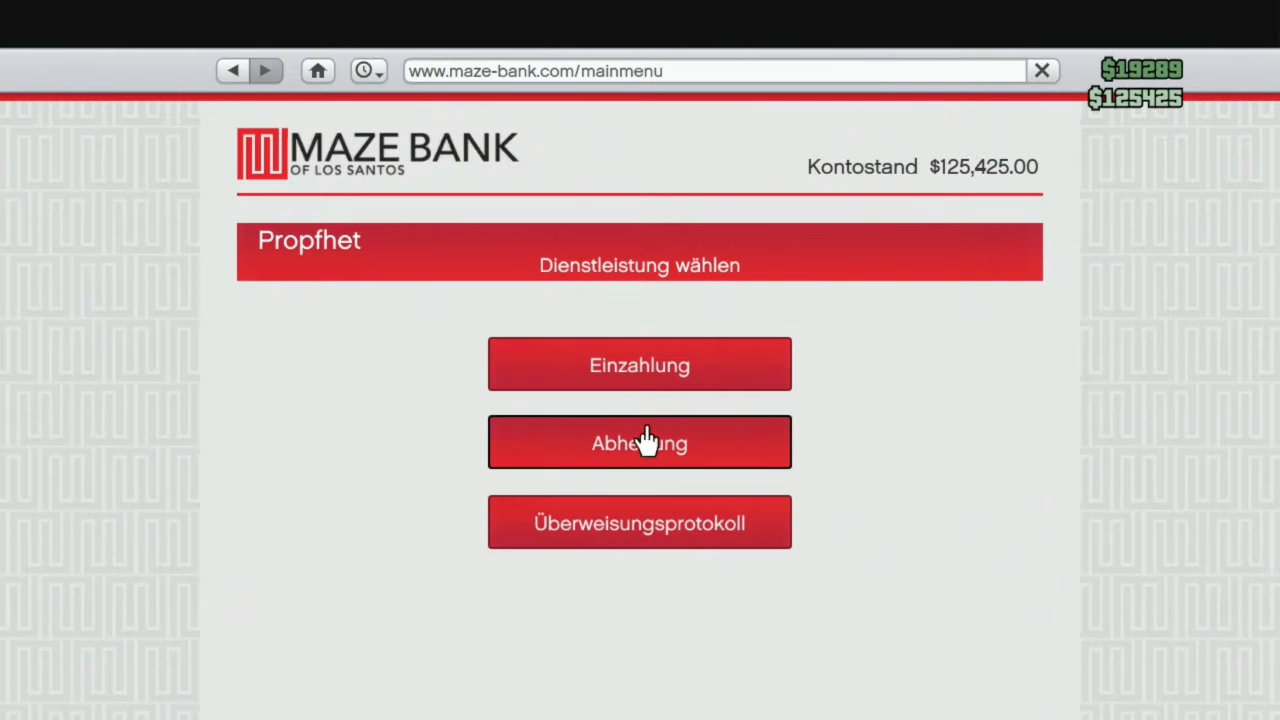 www.maze-bank.com/mainmenu
$19289
$125425
MAZE BANK
OF LOS SANTOS
Kontostand $125,425.00
Propfhet
Dienstleistung wählen
Einzahlung
Abhebung
Überweisungsprotokoll